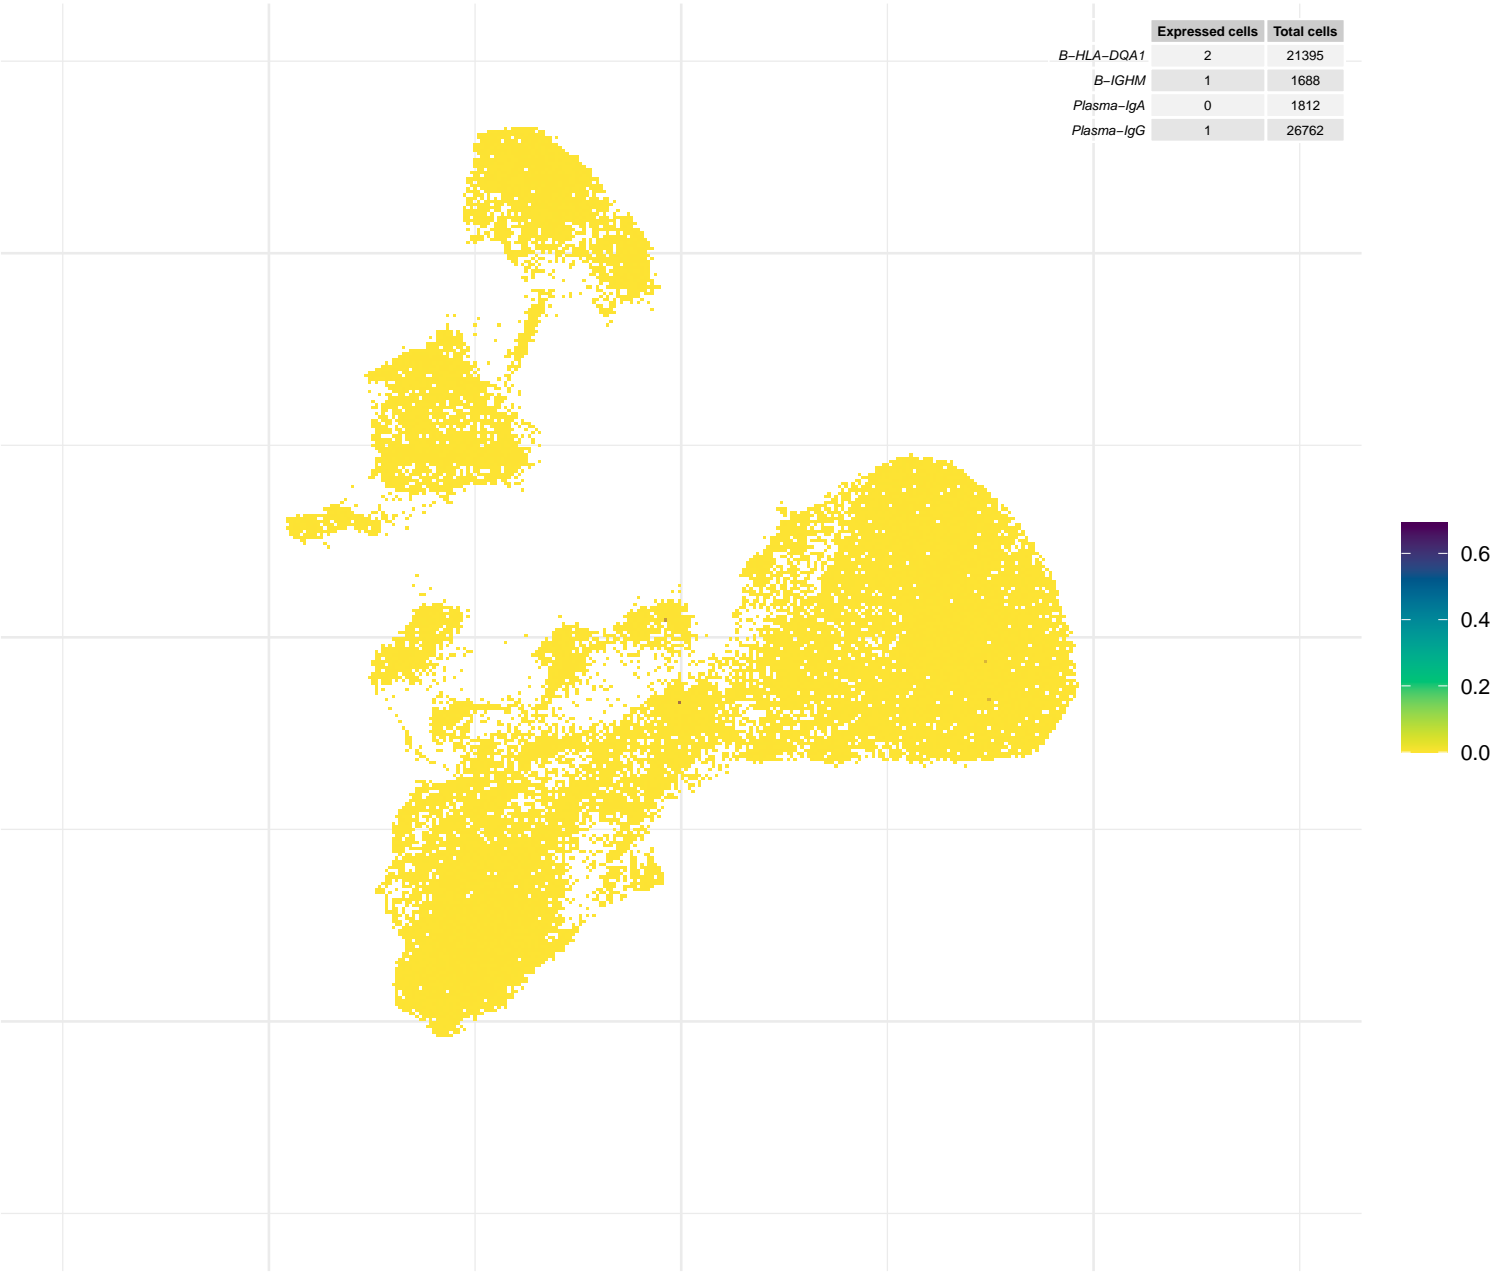 Expressed cells Total cells
B−HLA−DQA1 2 21395
B−IGHM 1 1688
Plasma−IgA 0 1812
Plasma−IgG 1 26762
0.6
0.4
0.2
0.0